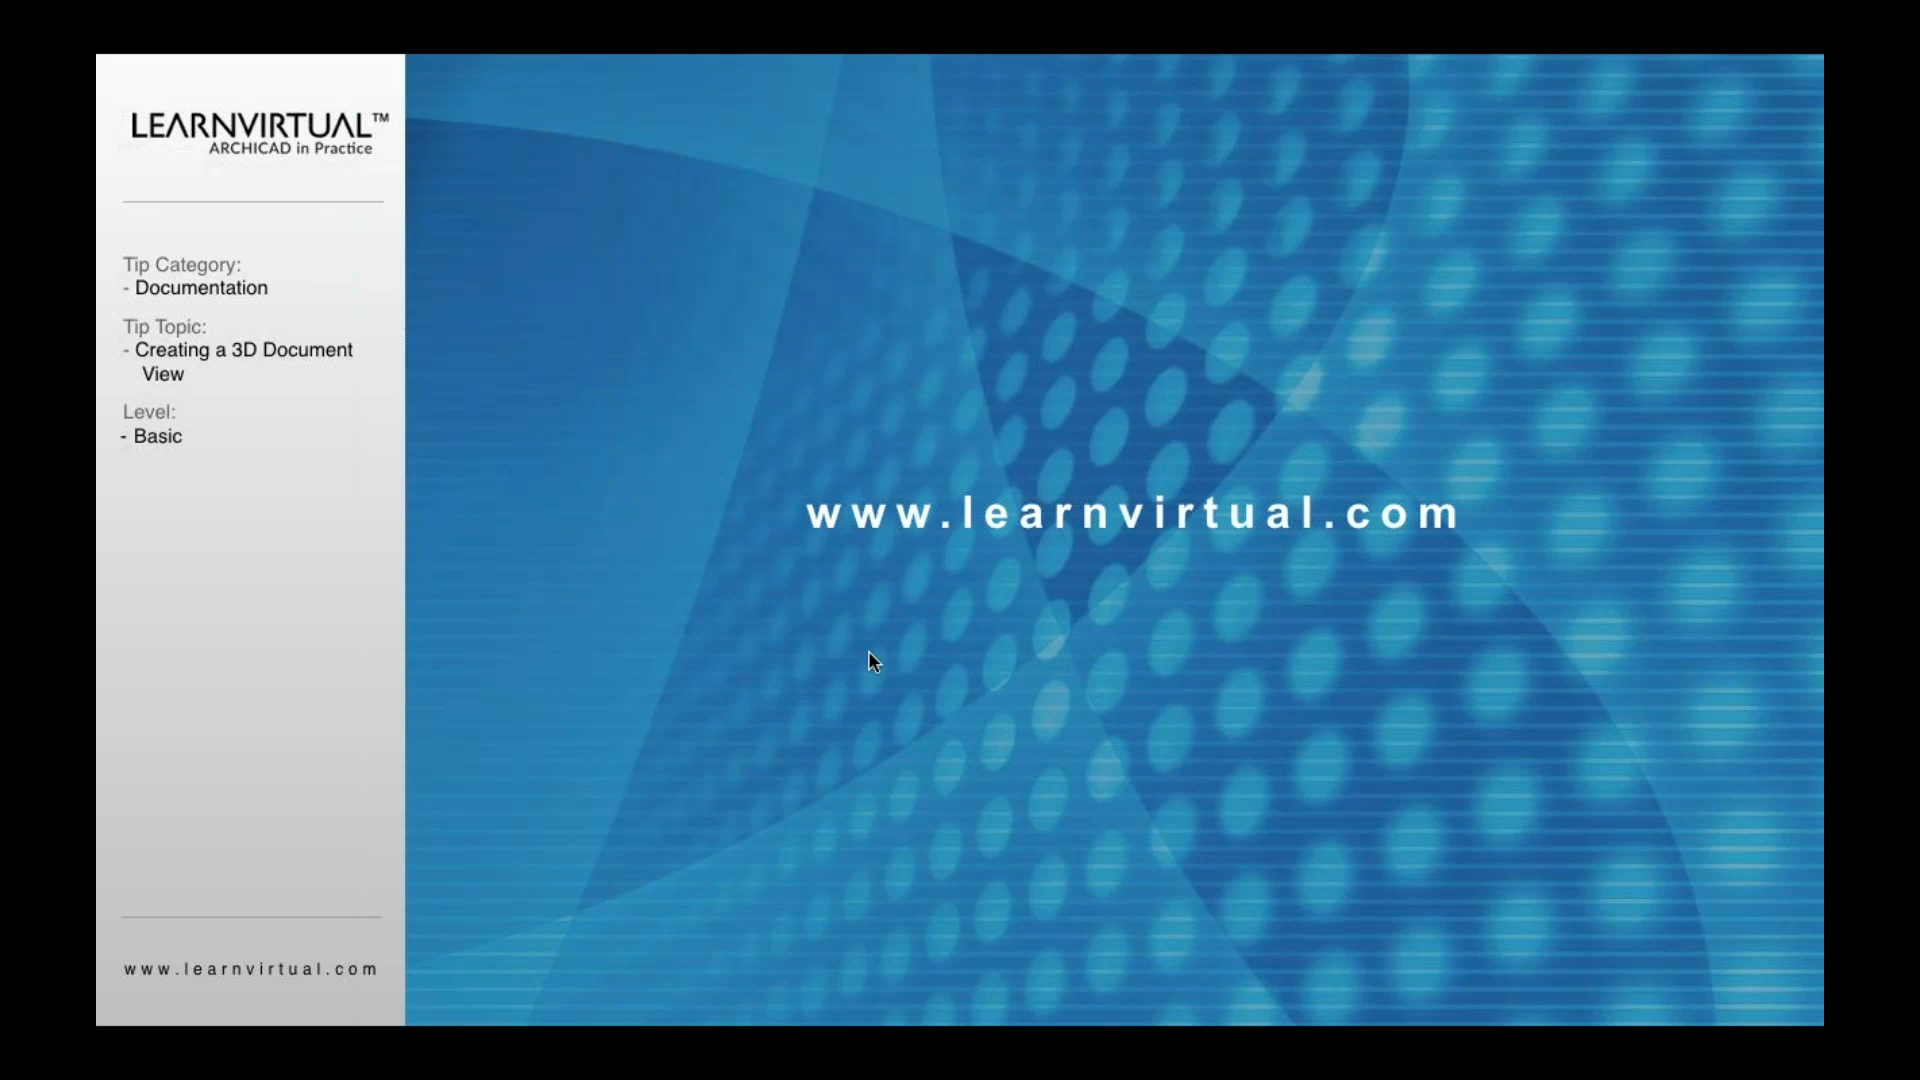 LEARNVIRTUAL™
ARCHICAD in Practice
Tip Category:
- Documentation
Tip Topic:
- Creating a 3D Document
View
Level:
- Basic
www.learnvirtual.com
www.learnvirtual.com